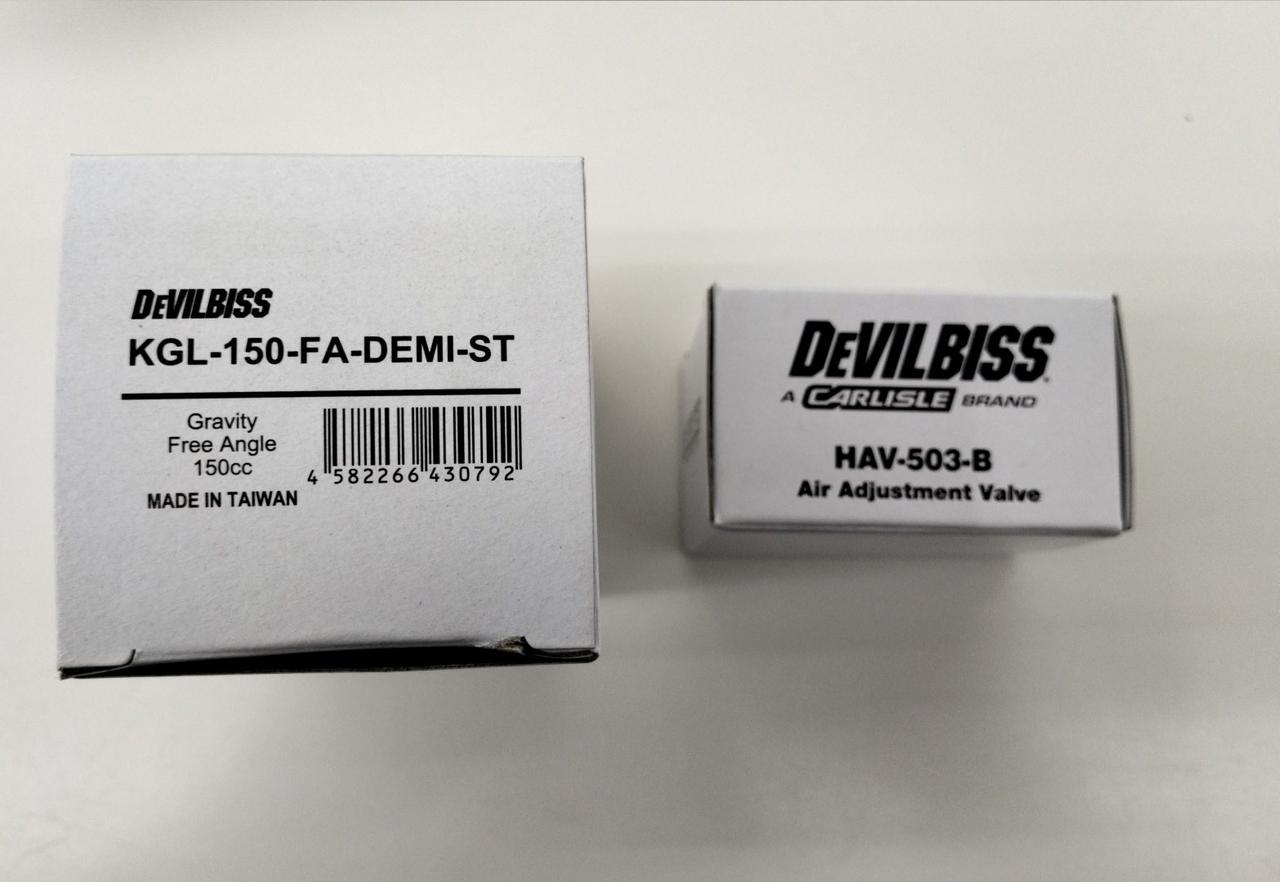 DEVILBISS
KGL-150-FA-DEMI-ST
Gravity
Free Angle
150cc
4 582266 430792
MADE IN TAIWAN
DEVILBISS
A CARLISLE BRAND
HAV-503-B
Air Adjustment Valve